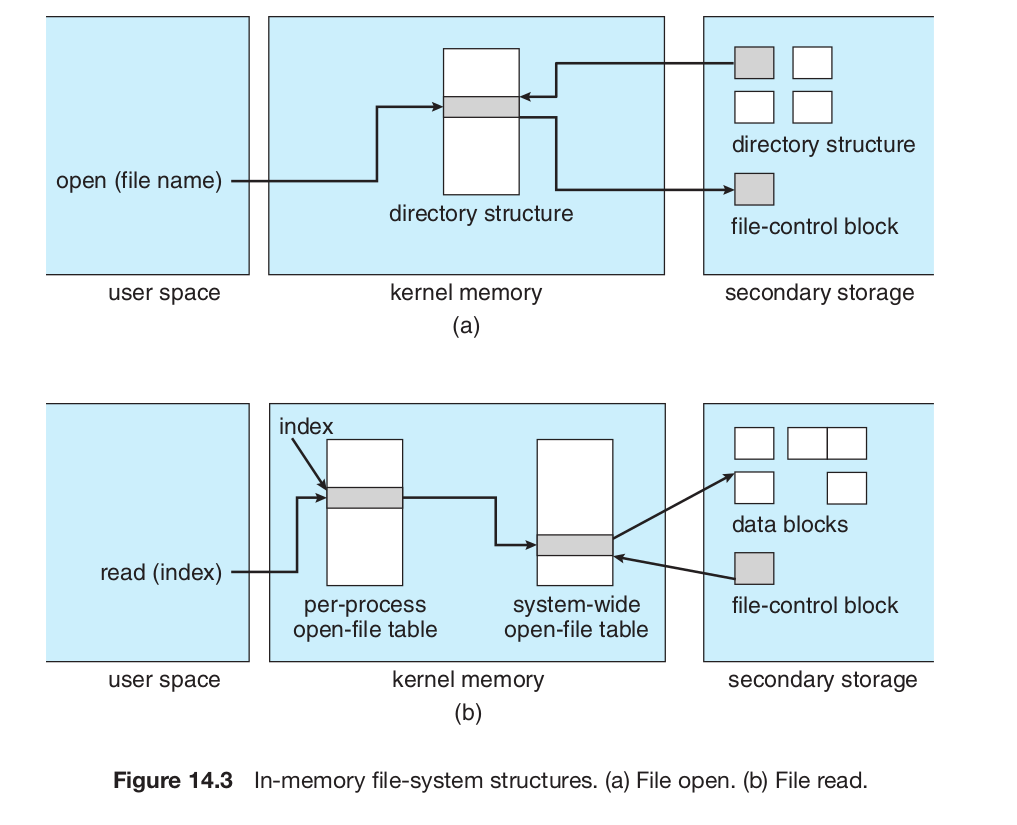 open (file name)
directory structure
directory structure
file-control block
user space
kernel memory
secondary storage
(a)
index
read (index)
per-process
open-file table
system-wide
open-file table
data blocks
file-control block
user space
kernel memory
secondary storage
(b)
Figure 14.3 In-memory file-system structures. (a) File open. (b) File read.